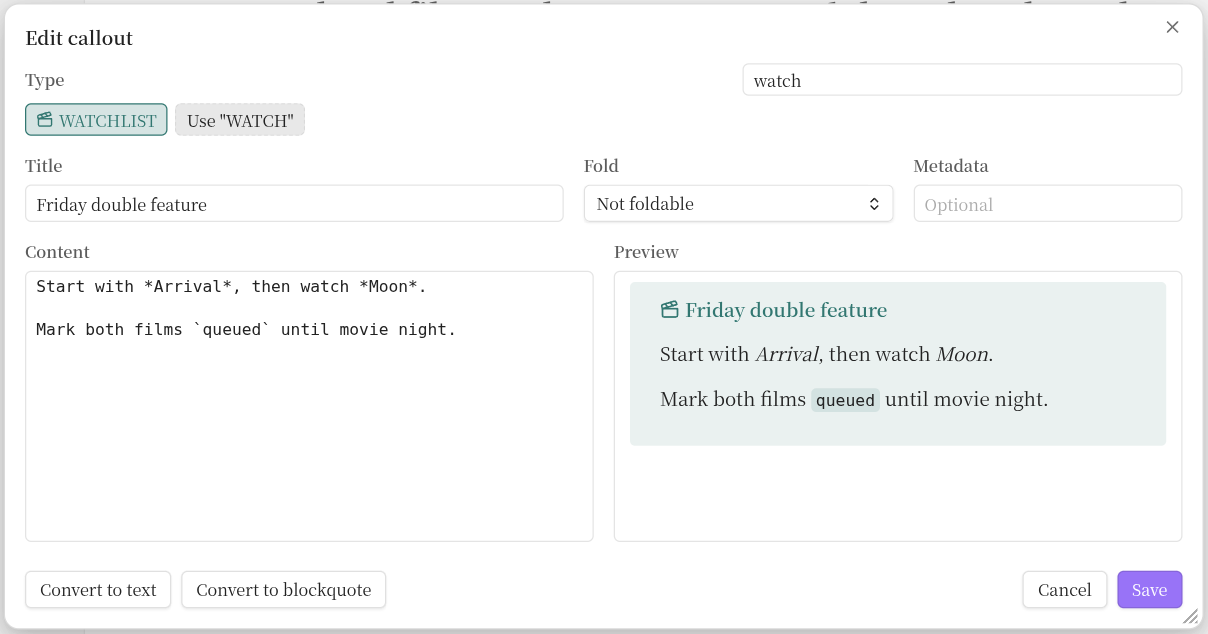 Edit callout
Type
watch
WATCHLIST
Use "WATCH"
Title
Fold
Metadata
Friday double feature
Not foldable
Optional
Content
Preview
Start with *Arrival*, then watch *Moon*.
Mark both films `queued` until movie night.
Friday double feature
Start with Arrival, then watch Moon.
Mark both films queued until movie night.
Convert to text
Convert to blockquote
Cancel
Save